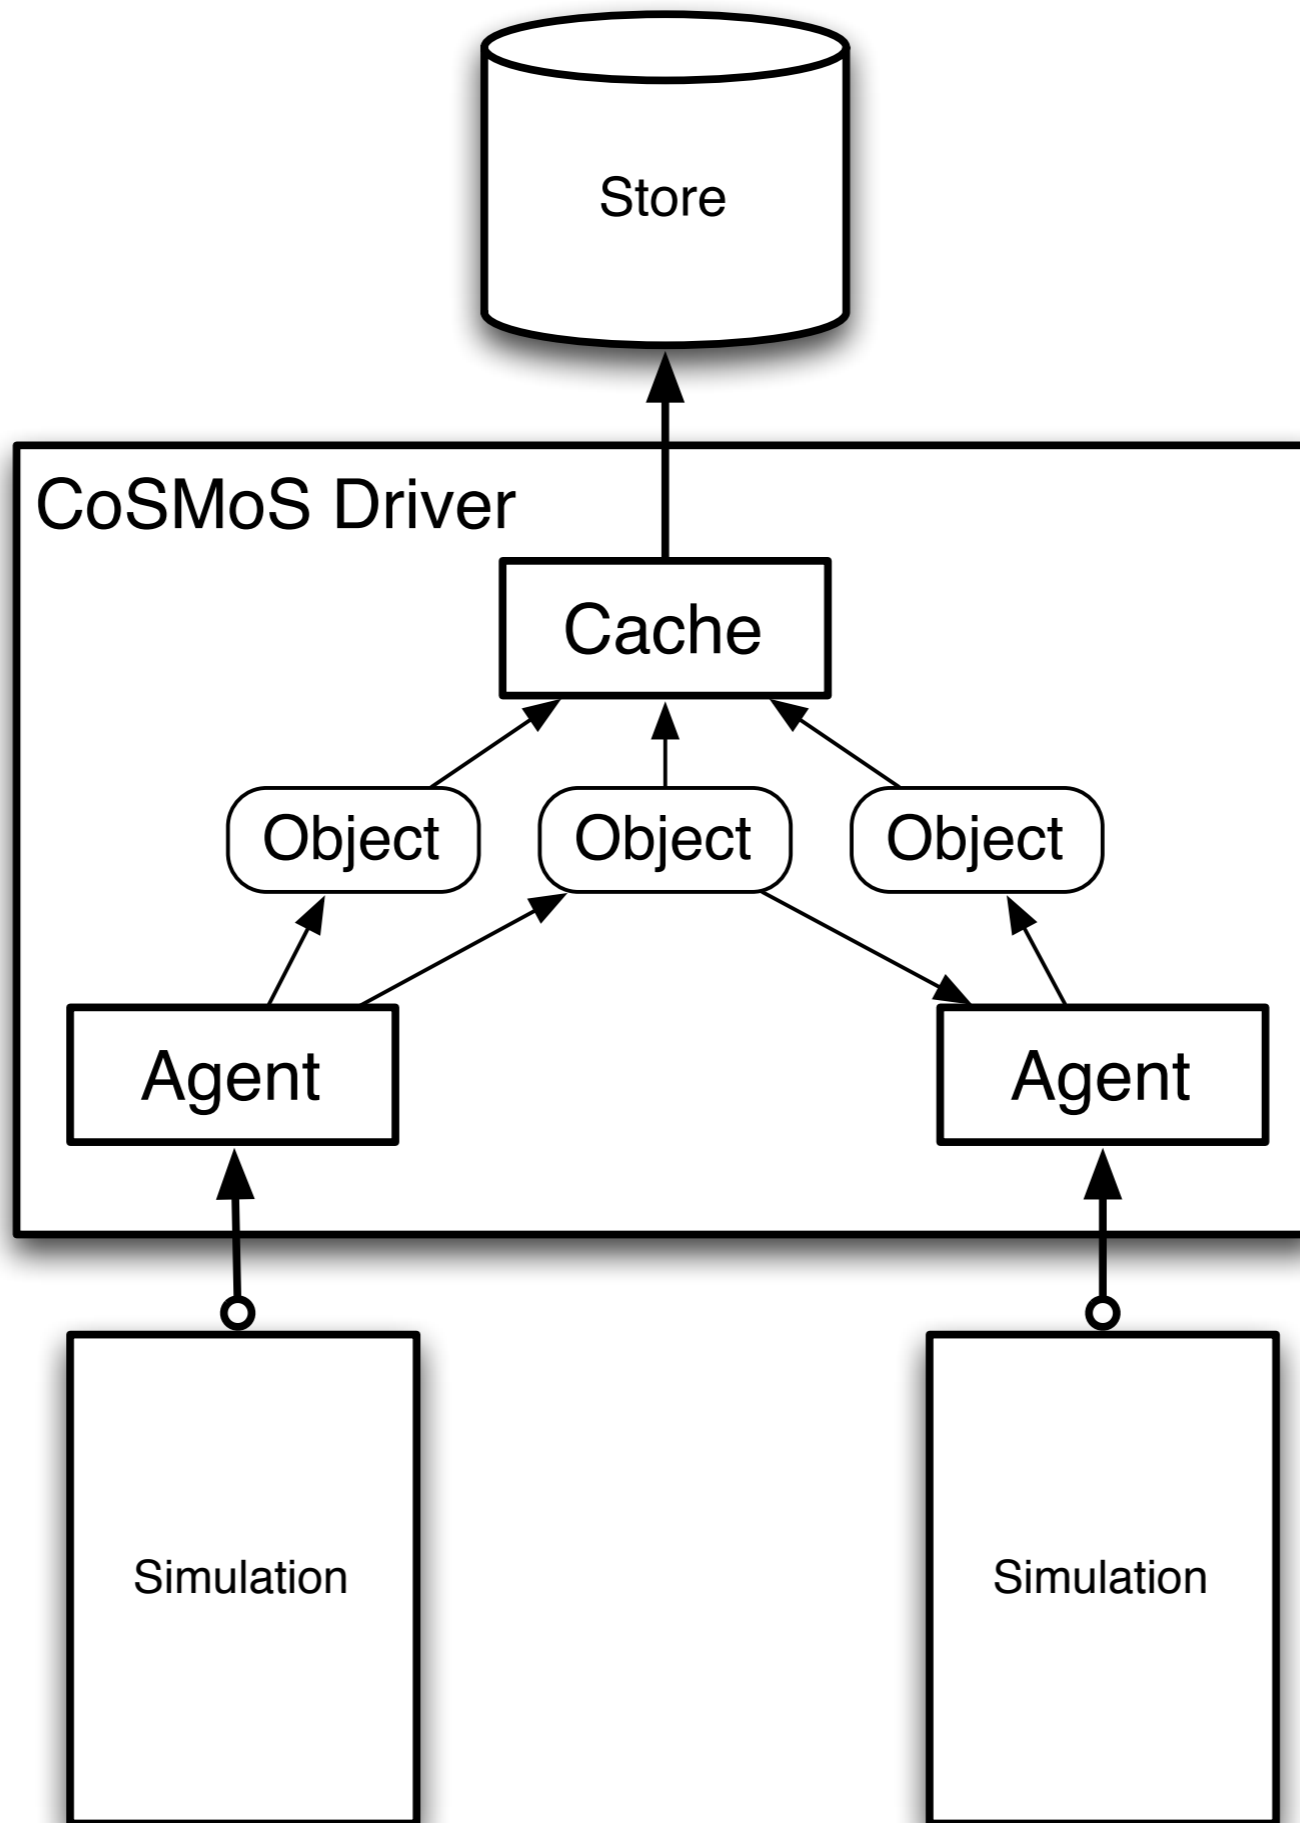 Store
CoSMoS Driver
Cache
Object
Object
Object
Agent
Agent
Simulation
Simulation